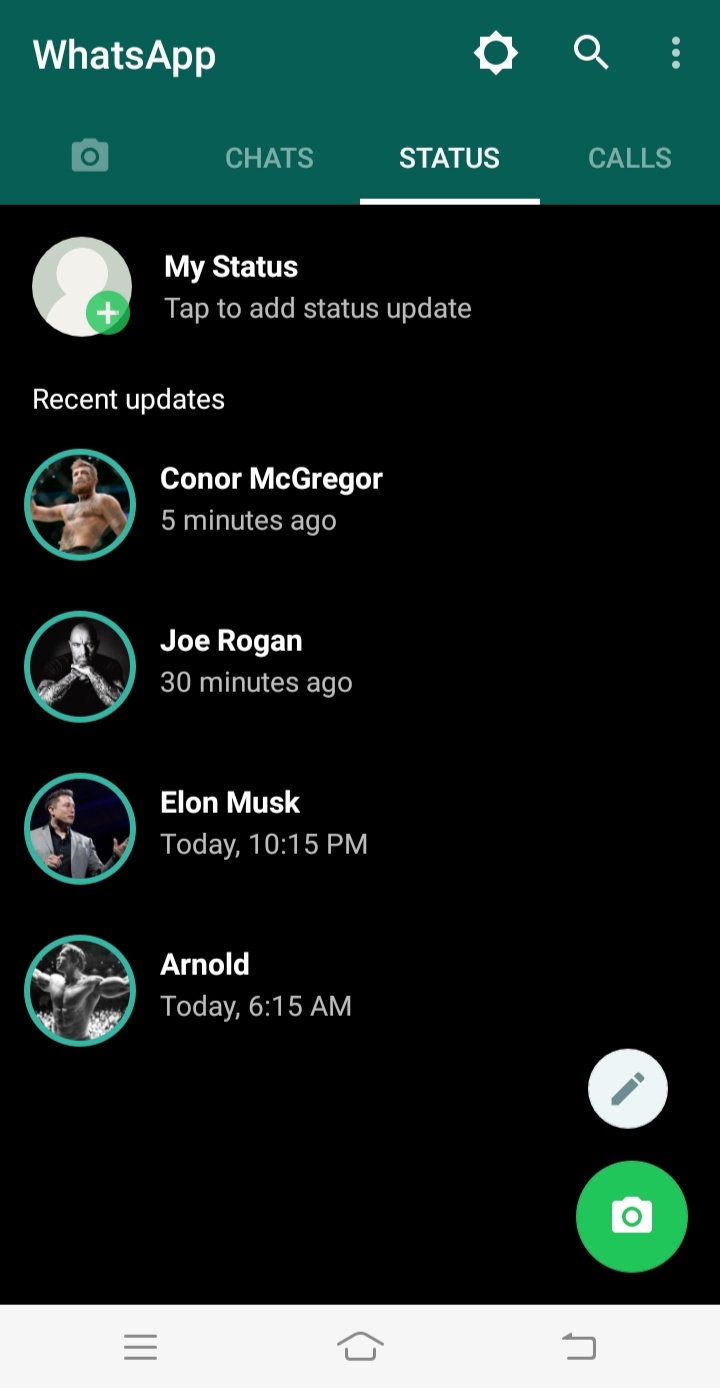 WhatsApp
CHATS STATUS CALLS
My Status
Tap to add status update
Recent updates
Conor McGregor
5 minutes ago
Joe Rogan
30 minutes ago
Elon Musk
Today, 10:15 PM
Arnold
Today, 6:15 AM